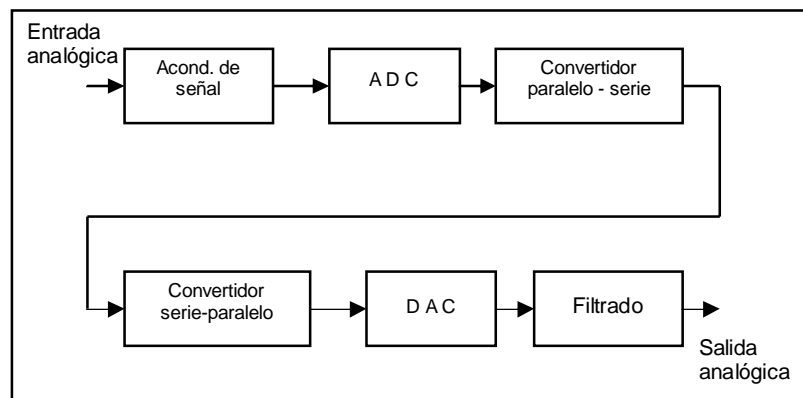 Entrada
analógica
Acond. de
señal
A D C
Convertidor
paralelo - serie
Convertidor
serie-paralelo
D A C
Filtrado
Salida
analógica